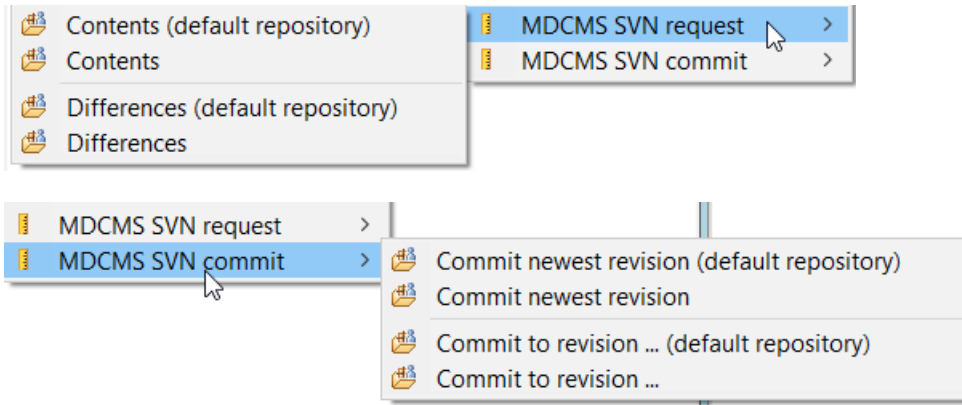 Contents (default repository)
Contents
Differences (default repository)
Differences
MDCMS SVN request
MDCMS SVN commit
MDCMS SVN request
MDCMS SVN commit
Commit newest revision (default repository)
Commit newest revision
Commit to revision ... (default repository)
Commit to revision ...